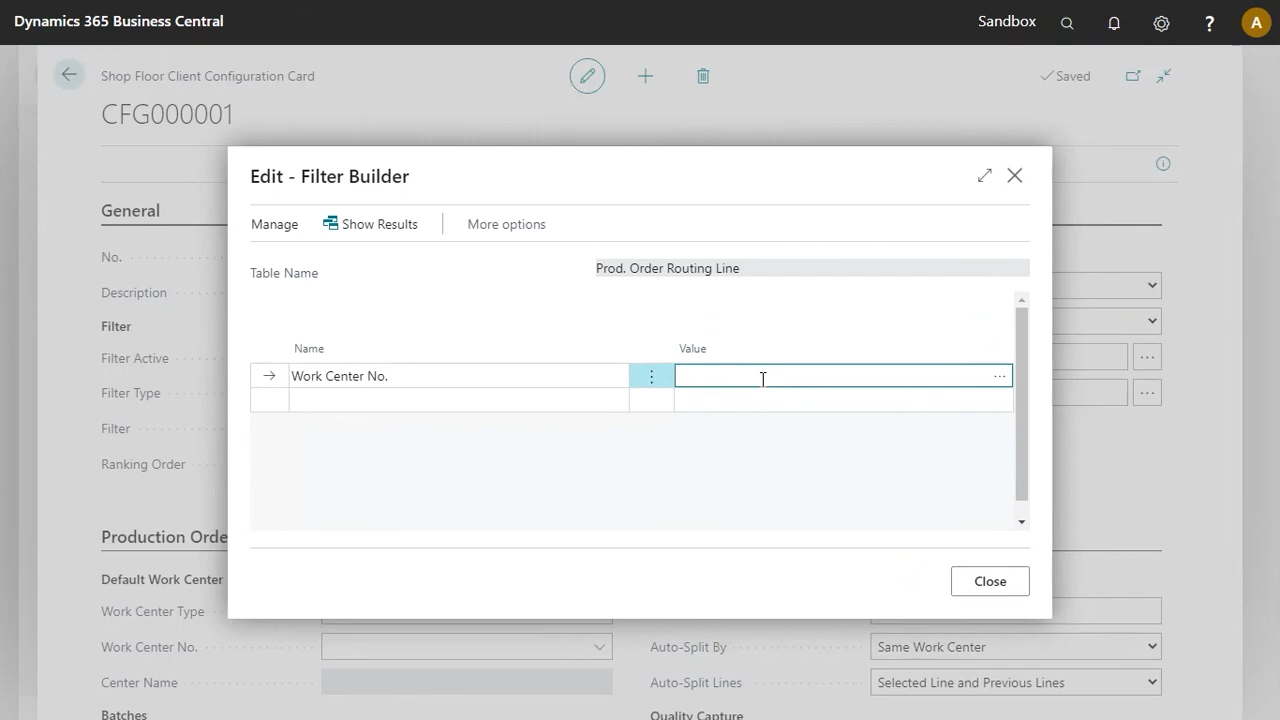 Dynamics 365 Business Central
Sandbox
?
A
Shop Floor Client Configuration Card
Saved
CFG000001
Edit - Filter Builder
General
Manage
Show Results
More options
No.
Table Name
Prod. Order Routing Line
Description
Filter
Name
Value
Filter Active
Work Center No.
Filter Type
Filter
Ranking Order
Production Orde
Default Work Center
Close
Work Center Type
Work Center No.
Auto-Split By
Same Work Center
Center Name
Auto-Split Lines
Selected Line and Previous Lines
Batches
Quality Capture